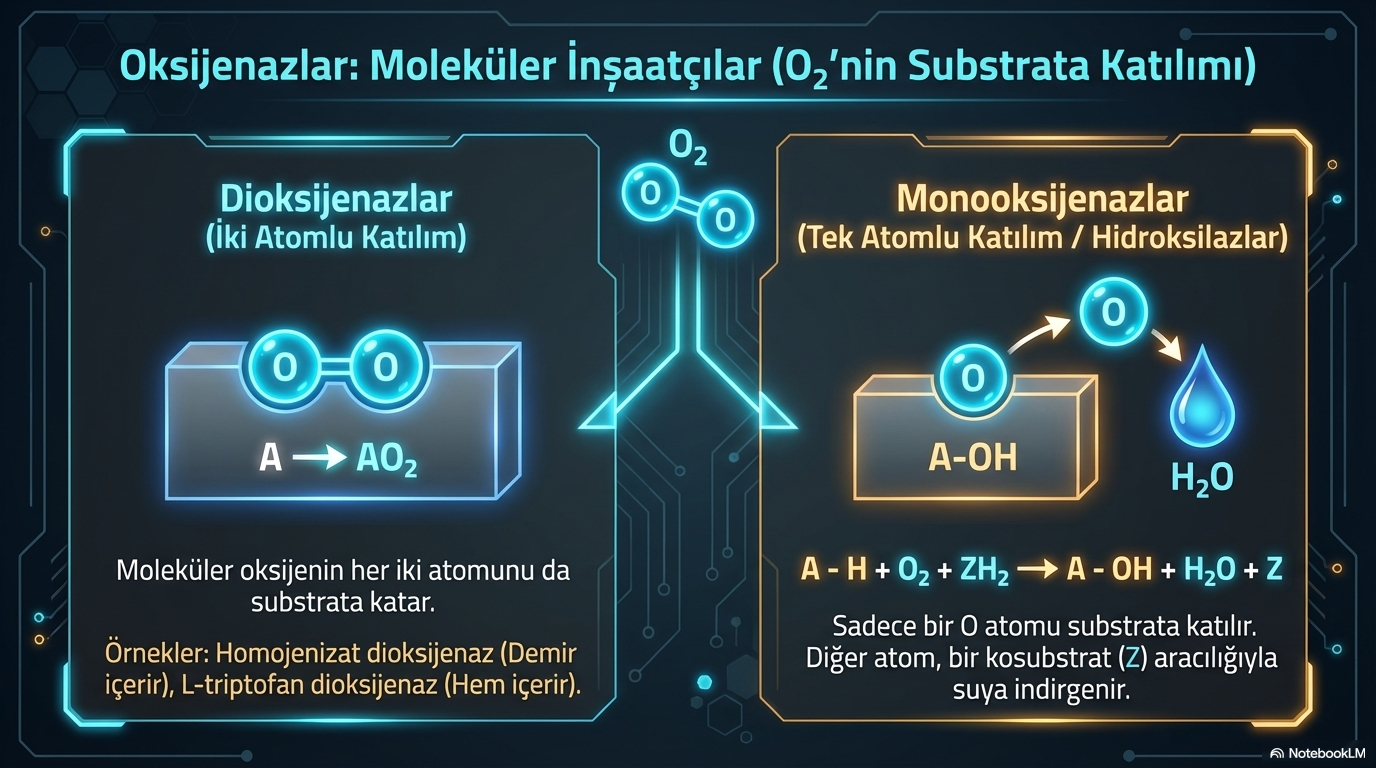 Oksijenazlar: Moleküler İnşaatçılar (O₂'nin Substrata Katılımı)
O₂
O
O
Dioksijenazlar
(İki Atomlu Katılım)
O
O
A → AO₂
Moleküler oksijenin her iki atomunu da
substrata katar.
Örnekler: Homojenizat dioksijenaz (Demir
içerir), L-triptofan dioksijenaz (Hem içerir).
Monooksijenazlar
(Tek Atomlu Katılım / Hidroksilazlar)
O
O
A-OH
H₂O
A - H + O₂ + ZH₂ → A - OH + H₂O + Z
Sadece bir O atomu substrata katılır.
Diğer atom, bir kosubstrat (Z) aracılığıyla
suya indirgenir.
NotebookLM